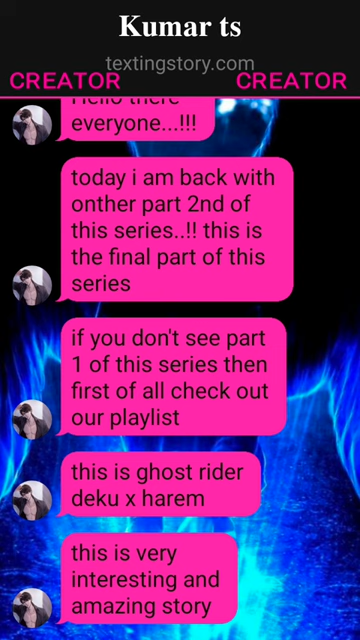 Kumar ts
textingstory.com
CREATOR CREATOR
Hello there
everyone...!!!
today i am back with
onther part 2nd of
this series..!! this is
the final part of this
series
if you don't see part
1 of this series then
first of all check out
our playlist
this is ghost rider
deku x harem
this is very
interesting and
amazing story